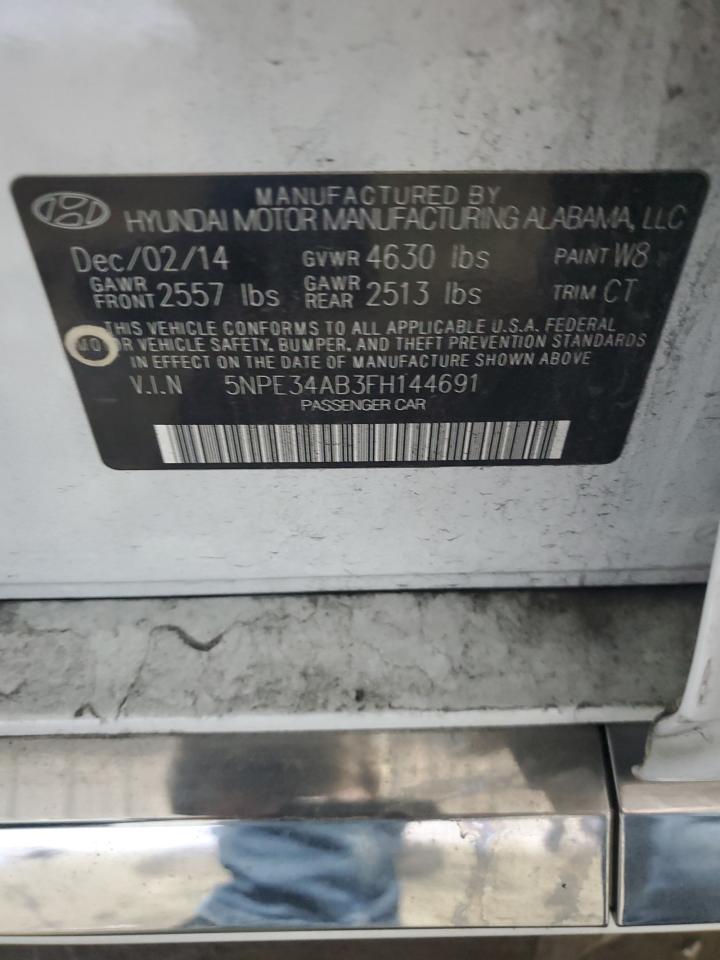 MANUFACTURED BY
HYUNDAI MOTOR MANUFACTURING ALABAMA, LLC
Dec/02/14 GVWR 4630 lbs PAINT W8
GAWR FRONT 2557 lbs GAWR REAR 2513 lbs TRIM CT
THIS VEHICLE CONFORMS TO ALL APPLICABLE U.S.A. FEDERAL
MOTOR VEHICLE SAFETY, BUMPER, AND THEFT PREVENTION STANDARDS
IN EFFECT ON THE DATE OF MANUFACTURE SHOWN ABOVE
V.I.N 5NPE34AB3FH144691
PASSENGER CAR